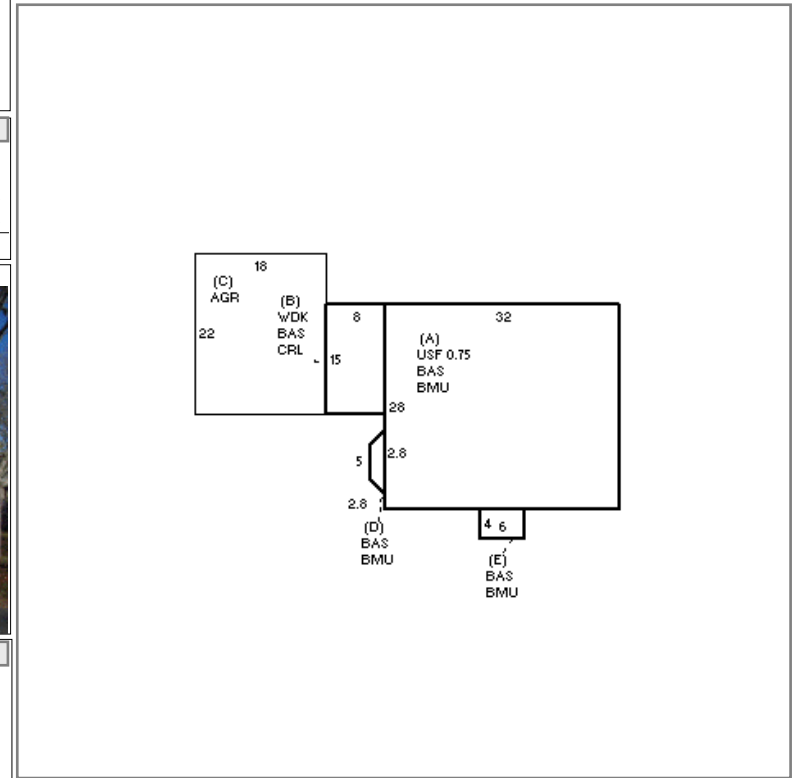 18
(C)
AGR
22
(B)
WDK
BAS
CRL
8
15
32
(A)
USF 0.75
BAS
BMU
28
5
2.8
2.8
(D)
BAS
BMU
4 6
(E)
BAS
BMU